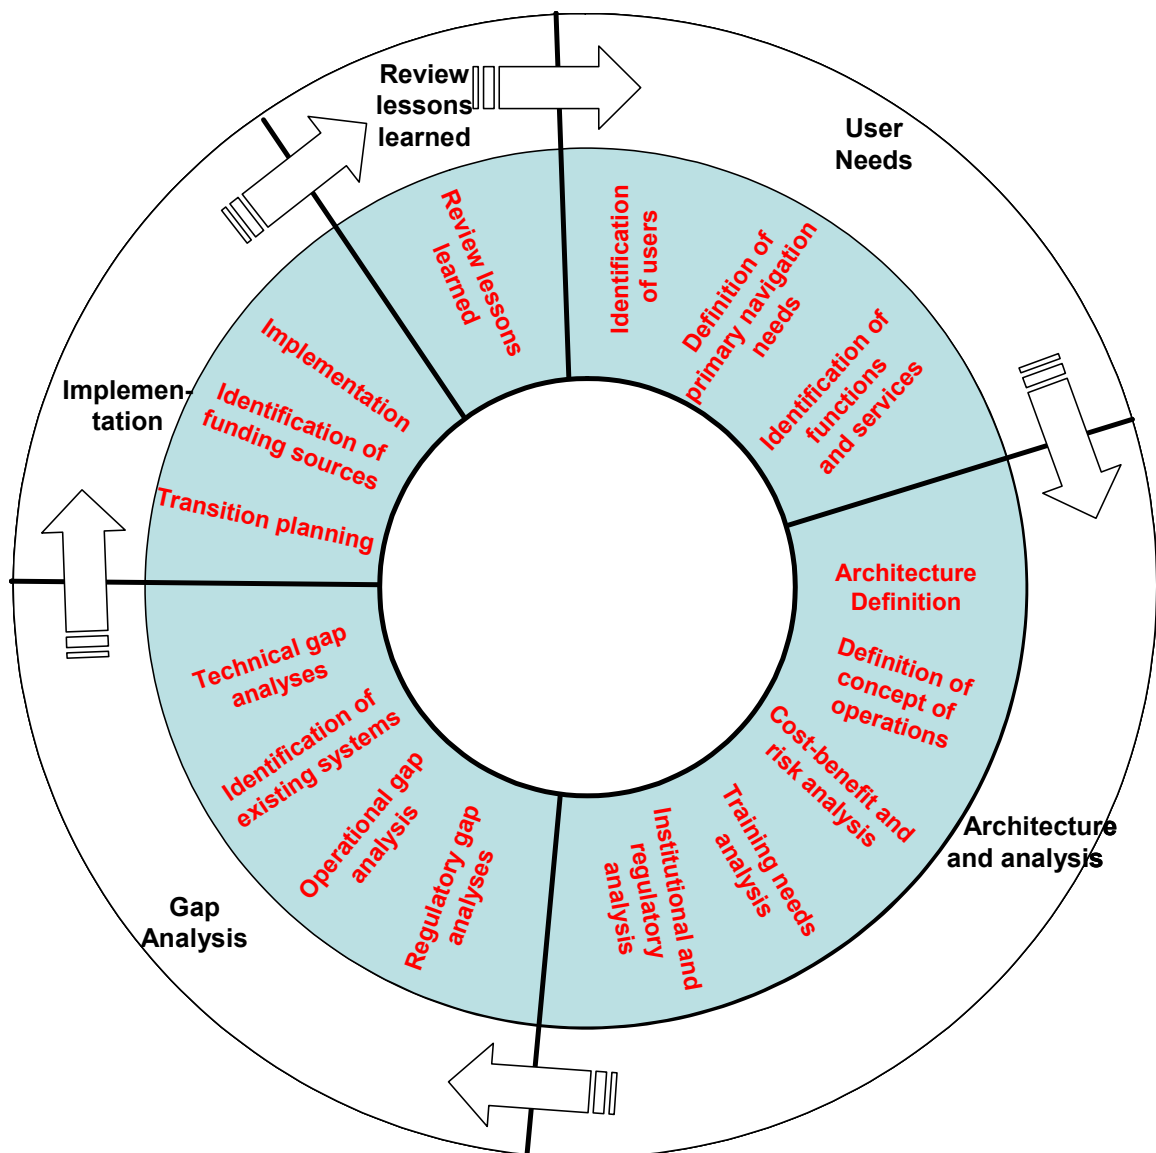 Review
lessons
learned
User
Needs
Review lessons
learned
Identification
of users
Definition of
primary navigation
needs
Identification of
functions
and services
Implemen-
tation
Implementation
Identification of
funding sources
Transition planning
Architecture
Definition
Definition of
concept of
operations
Cost-benefit and
risk analysis
Training needs
analysis
Institutional and
regulatory
analysis
Architecture
and analysis
Technical gap
analyses
Identification of
existing systems
Operational gap
analysis
Regulatory gap
analyses
Gap
Analysis